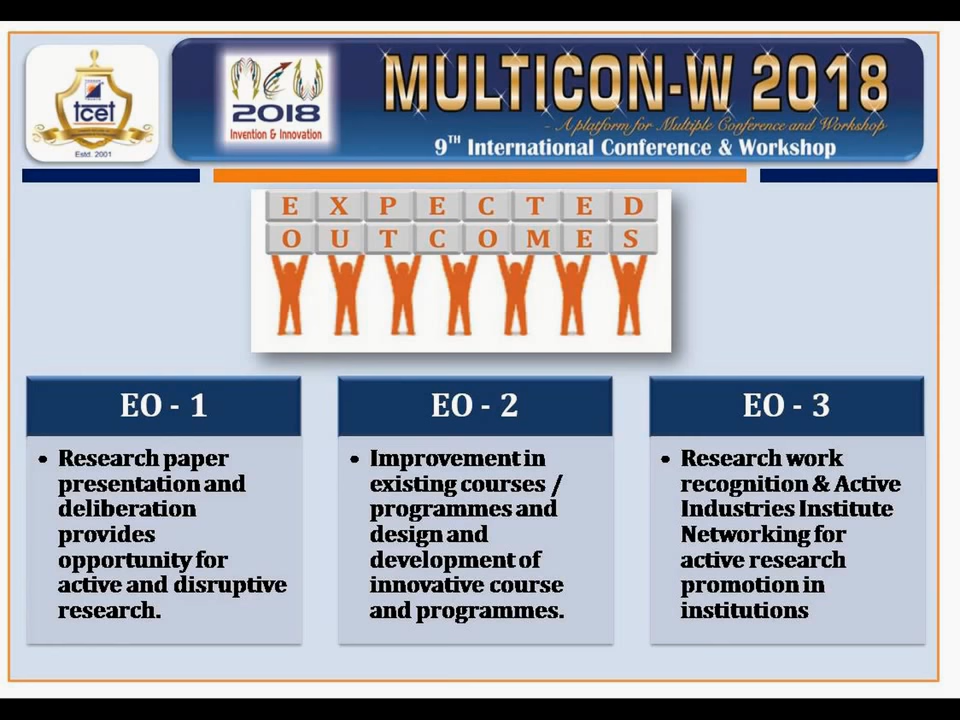 tcet
Estd. 2001
2018
Invention & Innovation
MULTICON-W 2018
- A platform for Multiple Conference and Workshop
9TH International Conference & Workshop
EXPECTED
OUTCOMES
EO - 1
• Research paper
presentation and
deliberation
provides
opportunity for
active and disruptive
research.
EO - 2
• Improvement in
existing courses /
programmes and
design and
development of
innovative course
and programmes.
EO - 3
• Research work
recognition & Active
Industries Institute
Networking for
active research
promotion in
institutions